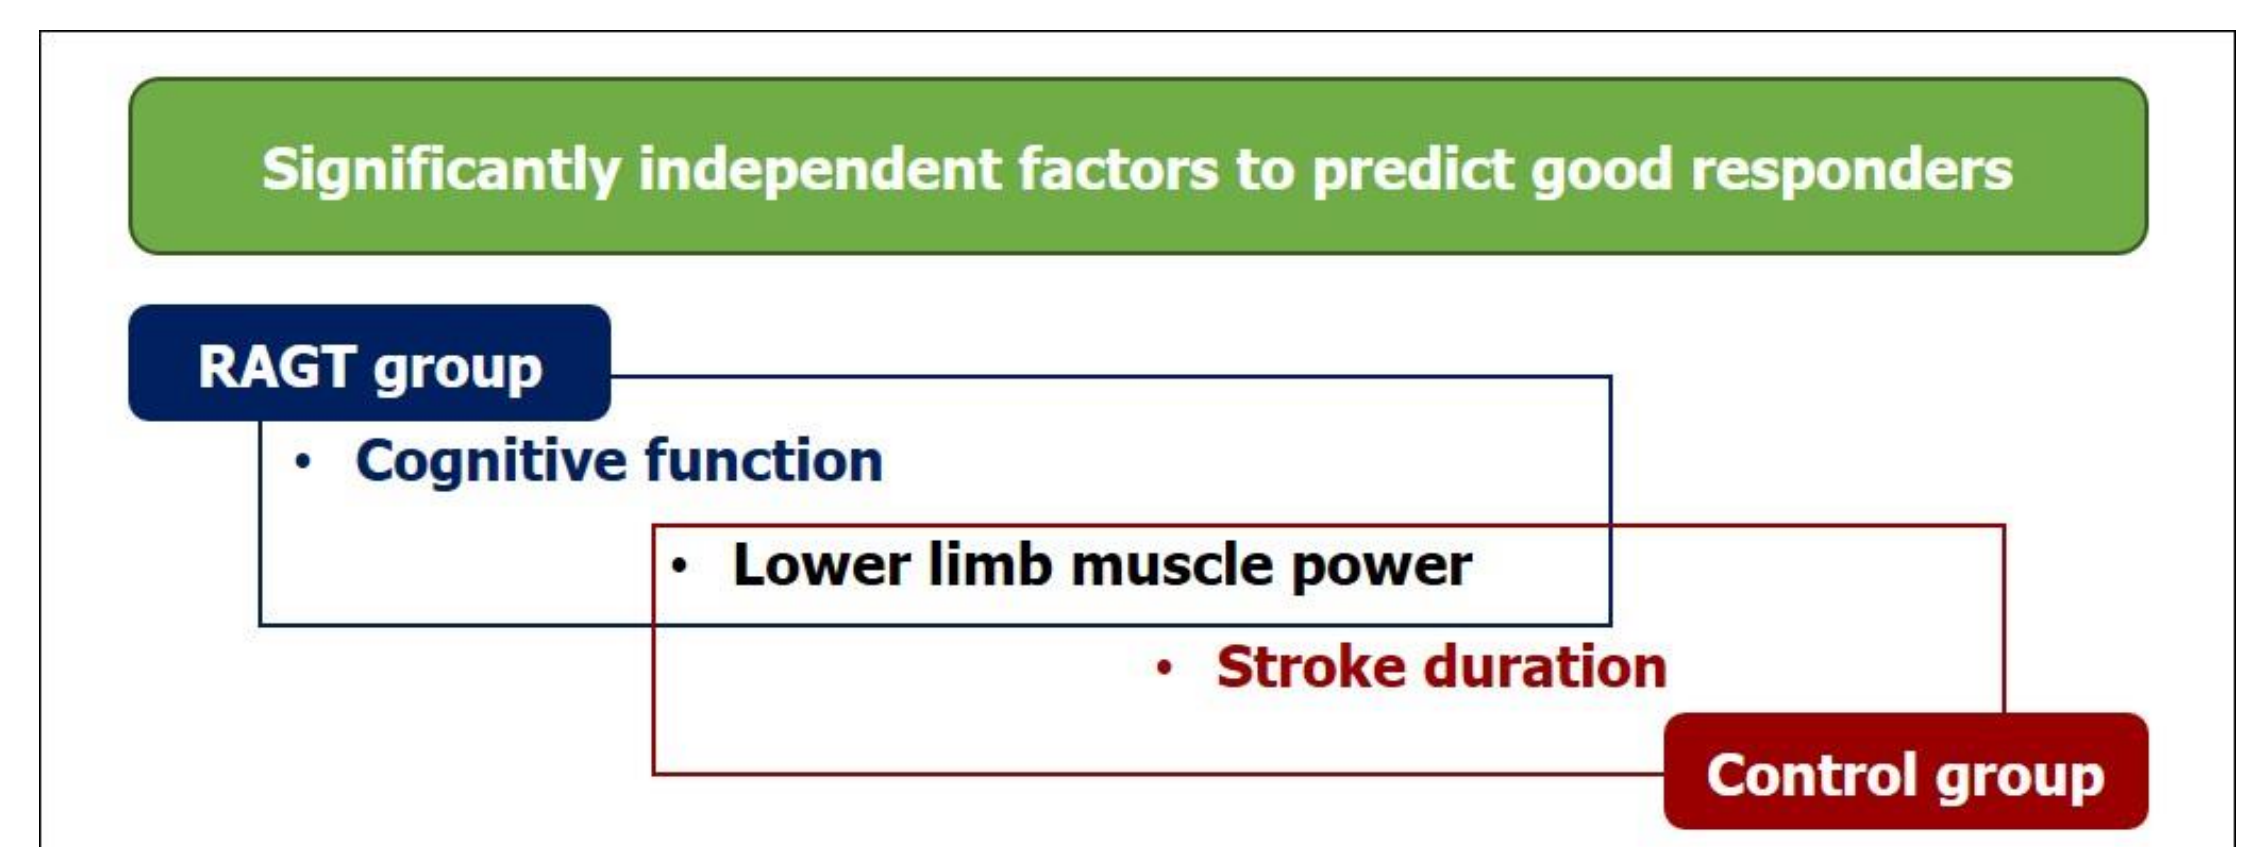 Significantly independent factors to predict good responders
RAGT group
• Cognitive function
• Lower limb muscle power
• Stroke duration
Control group